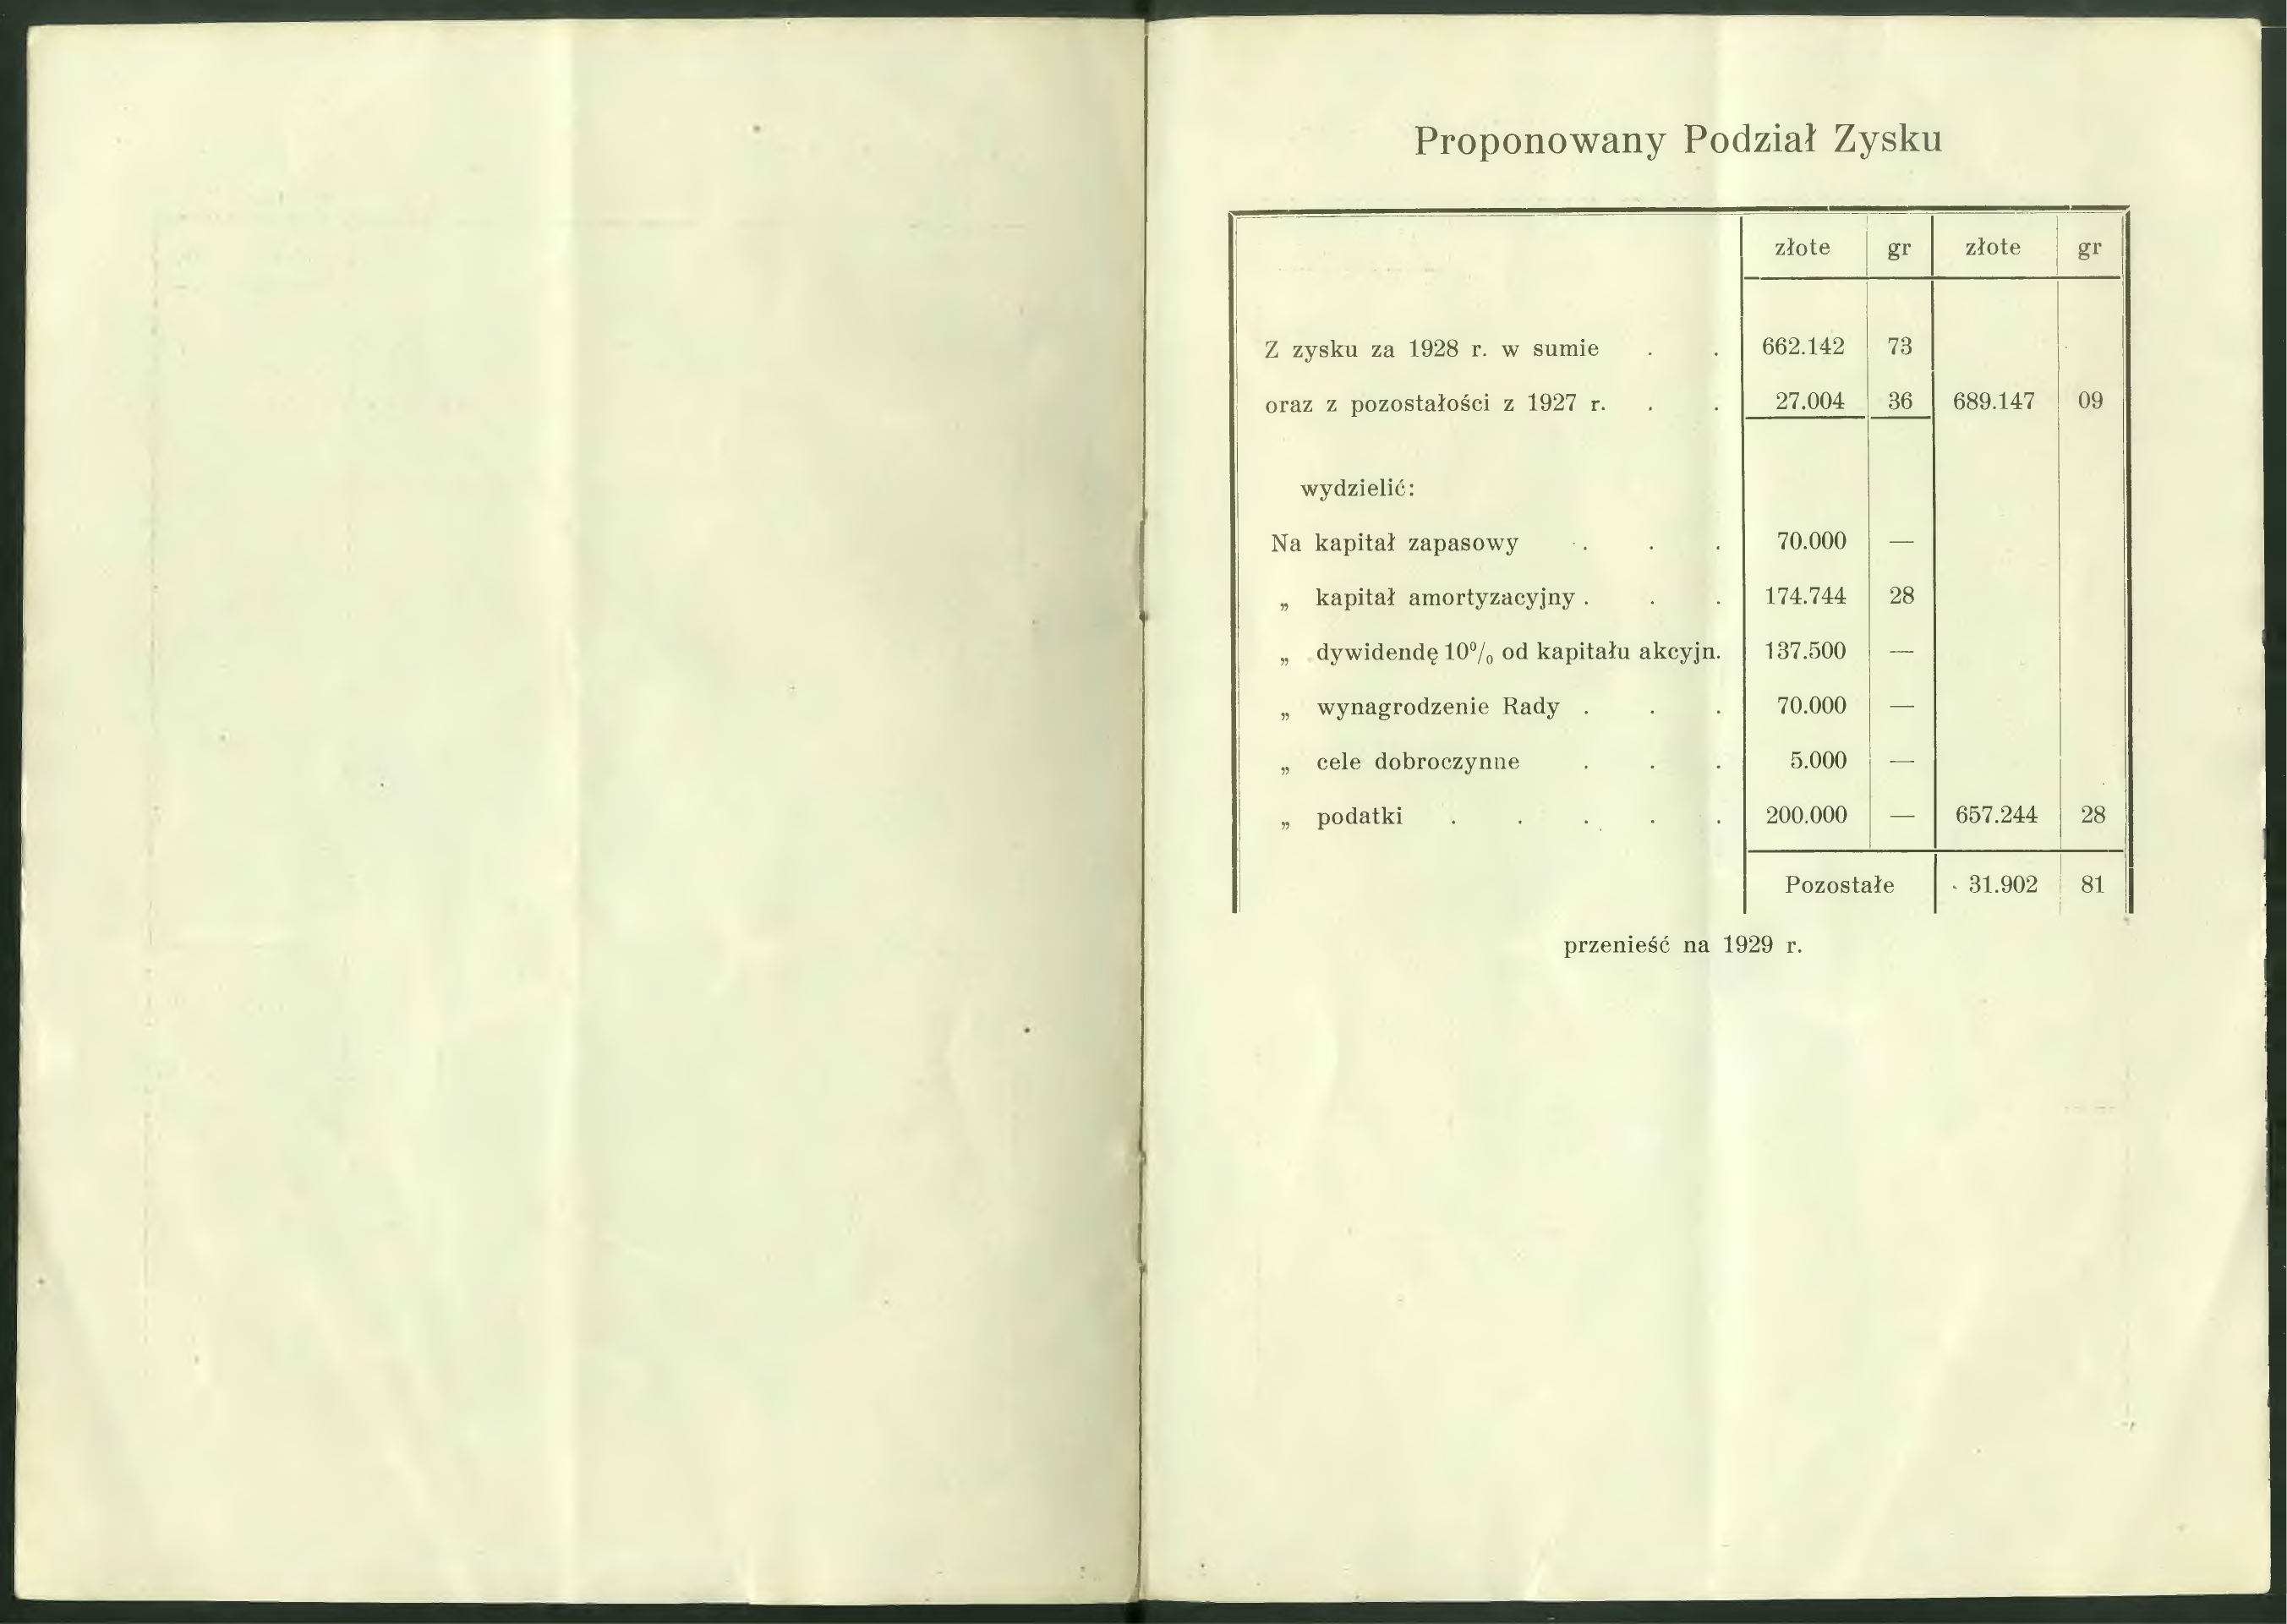 Proponowany Podział Zysku
złote gr złote gr
Z zysku za 1928 r. w sumie . . 662.142 73
oraz z pozostałości z 1927 r. . . 27.004 36 689.147 09
wydzielić:
Na kapitał zapasowy . . . 70.000 —
„ kapitał amortyzacyjny . . . 174.744 28
„ dywidendę 10% od kapitału akcyjn. 137.500 —
„ wynagrodzenie Rady . . . 70.000 —
„ cele dobroczynne . . . 5.000 —
„ podatki . . . . . 200.000 — 657.244 28
Pozostałe 31.902 81
przenieść na 1929 r.